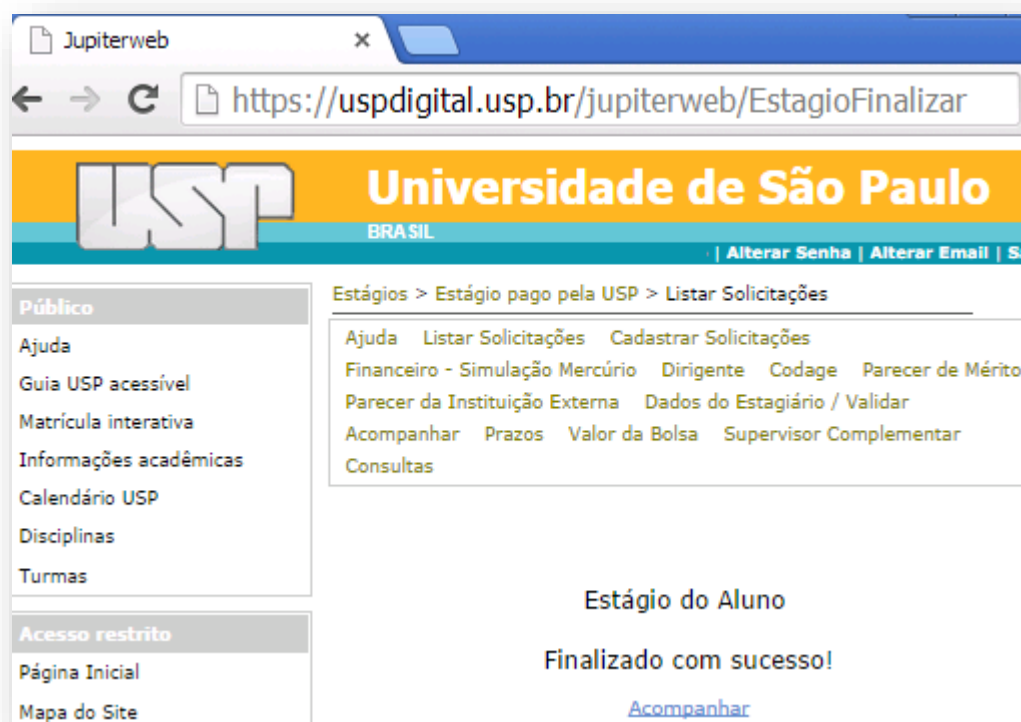 Jupiterweb
https://uspdigital.usp.br/jupiterweb/EstagioFinalizar
USP
Universidade de São Paulo
BRASIL
| Alterar Senha | Alterar Email |
Público
Ajuda
Guia USP acessível
Matrícula interativa
Informações acadêmicas
Calendário USP
Disciplinas
Turmas
Acesso restrito
Página Inicial
Mapa do Site
Estágios > Estágio pago pela USP > Listar Solicitações
Ajuda Listar Solicitações Cadastrar Solicitações
Financeiro - Simulação Mercúrio Dirigente Codage Parecer de Mérito
Parecer da Instituição Externa Dados do Estagiário / Validar
Acompanhar Prazos Valor da Bolsa Supervisor Complementar
Consultas
Estágio do Aluno
Finalizado com sucesso!
Acompanhar